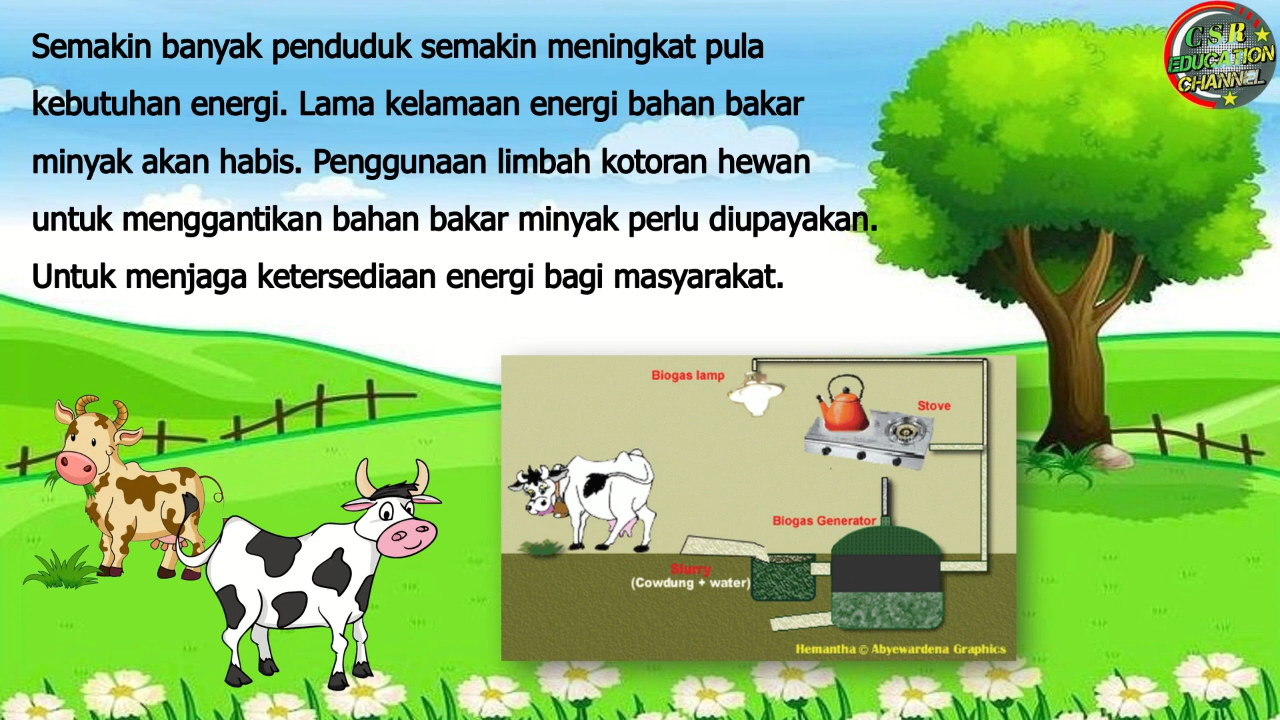 Semakin banyak penduduk semakin meningkat pula
kebutuhan energi. Lama kelamaan energi bahan bakar
minyak akan habis. Penggunaan limbah kotoran hewan
untuk menggantikan bahan bakar minyak perlu diupayakan.
Untuk menjaga ketersediaan energi bagi masyarakat.
C S R
EDUCATION
CHANNEL
Biogas lamp
Stove
Biogas Generator
Slurry
(Cowdung + water)
Hemantha © Abyewardena Graphics